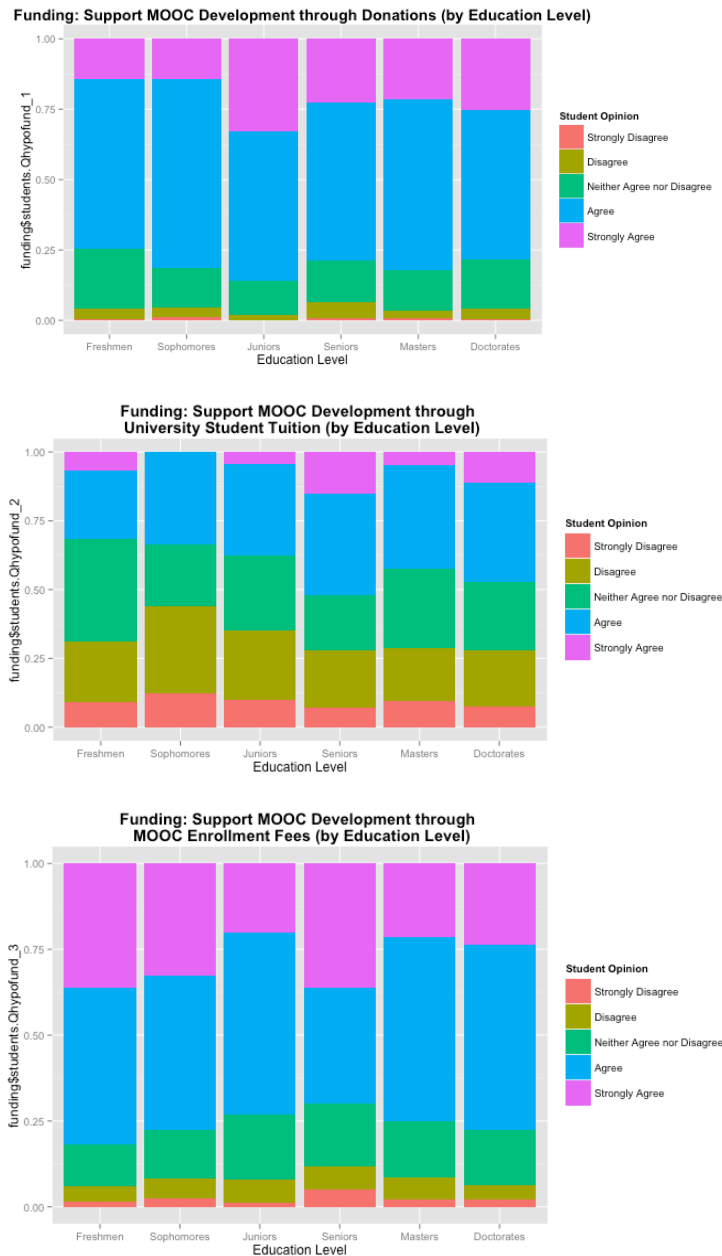 Funding: Support MOOC Development through Donations (by Education Level)
funding$students.Qhypofund_1
1.00
0.75
0.50
0.25
0.00
Freshmen Sophomores Juniors Seniors Masters Doctorates
Education Level
Student Opinion
Strongly Disagree
Disagree
Neither Agree nor Disagree
Agree
Strongly Agree
Funding: Support MOOC Development through
University Student Tuition (by Education Level)
funding$students.Qhypofund_2
1.00
0.75
0.50
0.25
0.00
Freshmen Sophomores Juniors Seniors Masters Doctorates
Education Level
Student Opinion
Strongly Disagree
Disagree
Neither Agree nor Disagree
Agree
Strongly Agree
Funding: Support MOOC Development through
MOOC Enrollment Fees (by Education Level)
funding$students.Qhypofund_3
1.00
0.75
0.50
0.25
0.00
Freshmen Sophomores Juniors Seniors Masters Doctorates
Education Level
Student Opinion
Strongly Disagree
Disagree
Neither Agree nor Disagree
Agree
Strongly Agree